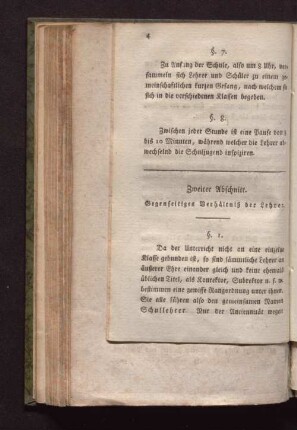 4
§. 7.
Zu Anfang der Schule, also um 8 Uhr, ver-
sammeln sich Lehrer und Schüler zu einem ge-
meinschaftlichen kurzen Gesang, nach welchem sie
sich in die verschiedenen Klassen begeben.
§. 8.
Zwischen jeder Stunde ist eine Pause von
bis 10 Minuten, während welcher die Lehrer ab-
wechselnd die Schuljugend inspiziren.
Zweiter Abschnitt.
Gegenseitiges Verhältniß der Lehrer.
§. 1.
Da der Unterricht nicht an eine einzelne
Klasse gebunden ist, so sind sämmtliche Lehrer an
äußerer Ehre einander gleich und keine ehemals
üblichen Titel, als Konrektor, Subrektor u. s. w.
bestimmen eine gewisse Rangordnung unter ihnen.
Sie alle führen also den gemeinsamen Namen
Schullehrer. Nur der Anciennität wegen